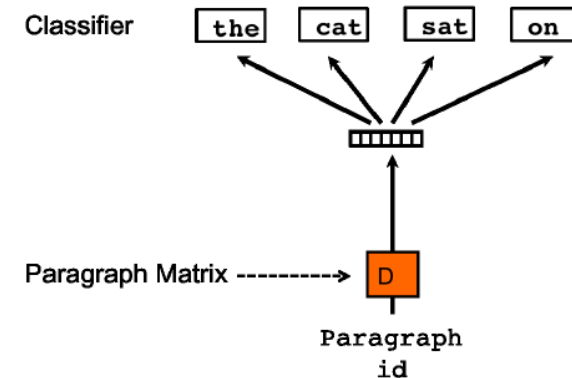 Classifier the cat sat on
Paragraph Matrix D
Paragraph
id